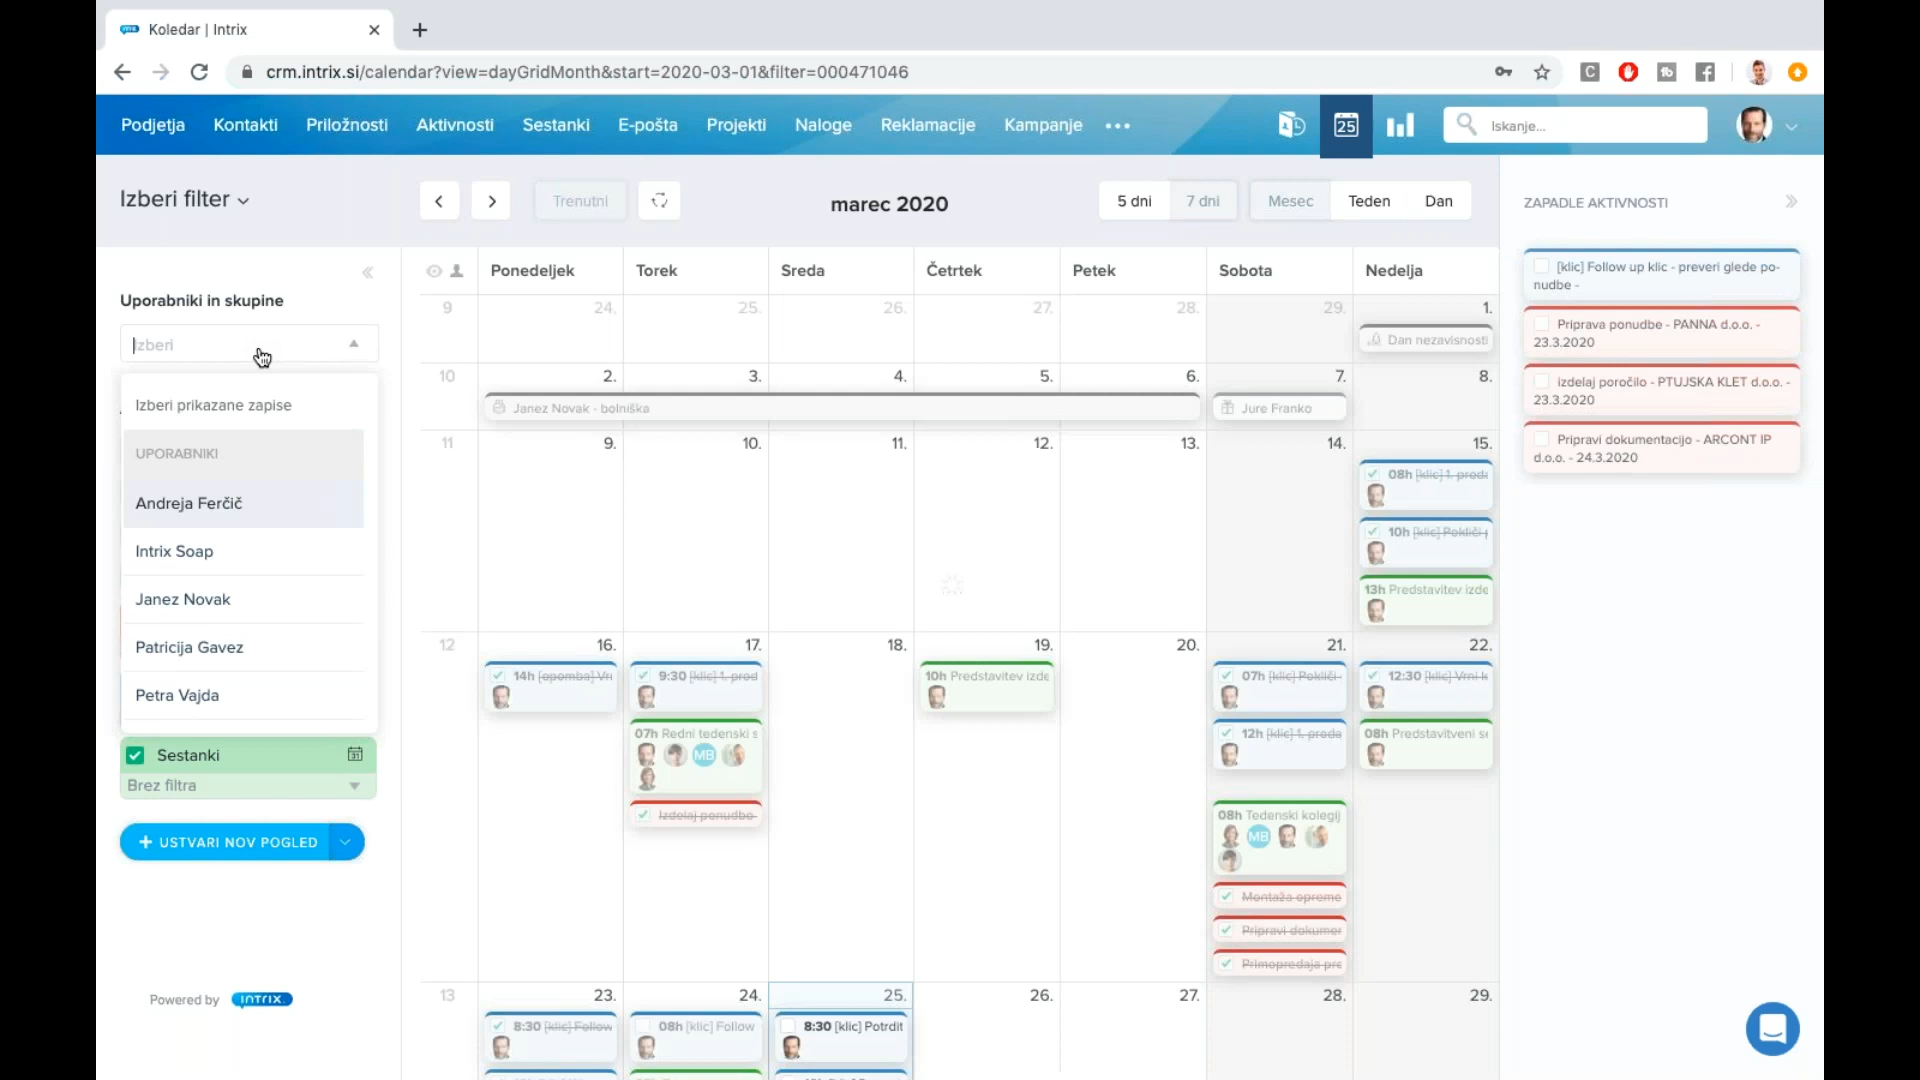 Koledar | Intrix
crm.intrix.si/calendar?view=dayGridMonth&start=2020-03-01&filter=000471046
Podjetja Kontakti Priložnosti Aktivnosti Sestanki E-pošta Projekti Naloge Reklamacije Kampanje
25
Iskanje...
Izberi filter
Trenutni
marec 2020
5 dni 7 dni
Mesec Teden Dan
ZAPADLE AKTIVNOSTI
Uporabniki in skupine
Izberi
Izberi prikazane zapise
UPORABNIKI
Andreja Ferčič
Intrix Soap
Janez Novak
Patricija Gavez
Petra Vajda
Sestanki
Brez filtra
USTVARI NOV POGLED
Powered by INTRIX.
Ponedeljek Torek Sreda Četrtek Petek Sobota Nedelja
9 24. 25. 26. 27. 28. 29. 1.
Dan nezavisnosti
10 2. 3. 4. 5. 6. 7. 8.
Janez Novak - bolniška
Jure Franko
11 9. 10. 11. 12. 13. 14. 15.
08h [klic] 1. prod
10h [klic] Pokliči
13h Predstavitev izde
12 16. 17. 18. 19. 20. 21. 22.
14h [opomba] Vr
9:30 [klic] 1. prod
10h Predstavitev izde
07h [klic] Pokliči
12:30 [klic] Vrni k
07h Redni tedenski s
MB
12h [klic] 1. proda
08h Predstavitveni se
Izdelaj ponudbo
08h Tedenski kolegij
MB
Montaža opreme
Pripravi dokumen
Primopredaja pre
13 23. 24. 25. 26. 27. 28. 29.
8:30 [klic] Follow
08h [klic] Follow
8:30 [klic] Potrdit
[klic] Follow up klic - preveri glede po-
nudbe -
Priprava ponudbe - PANNA d.o.o. -
23.3.2020
izdelaj poročilo - PTUJSKA KLET d.o.o. -
23.3.2020
Pripravi dokumentacijo - ARCONT IP
d.o.o. - 24.3.2020